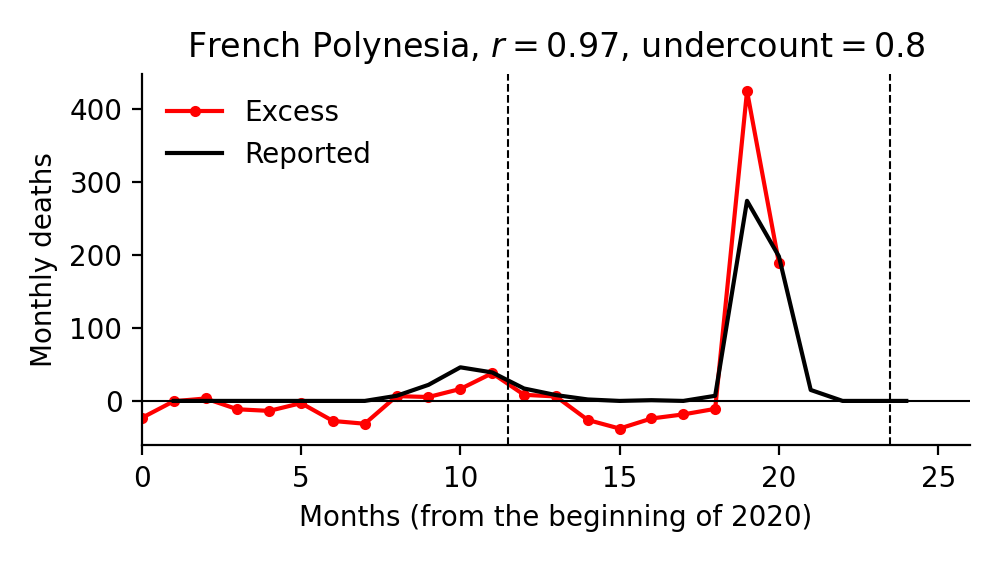 French Polynesia, r = 0.97, undercount = 0.8
Excess
Reported
Monthly deaths
400
300
200
100
0
0 5 10 15 20 25
Months (from the beginning of 2020)